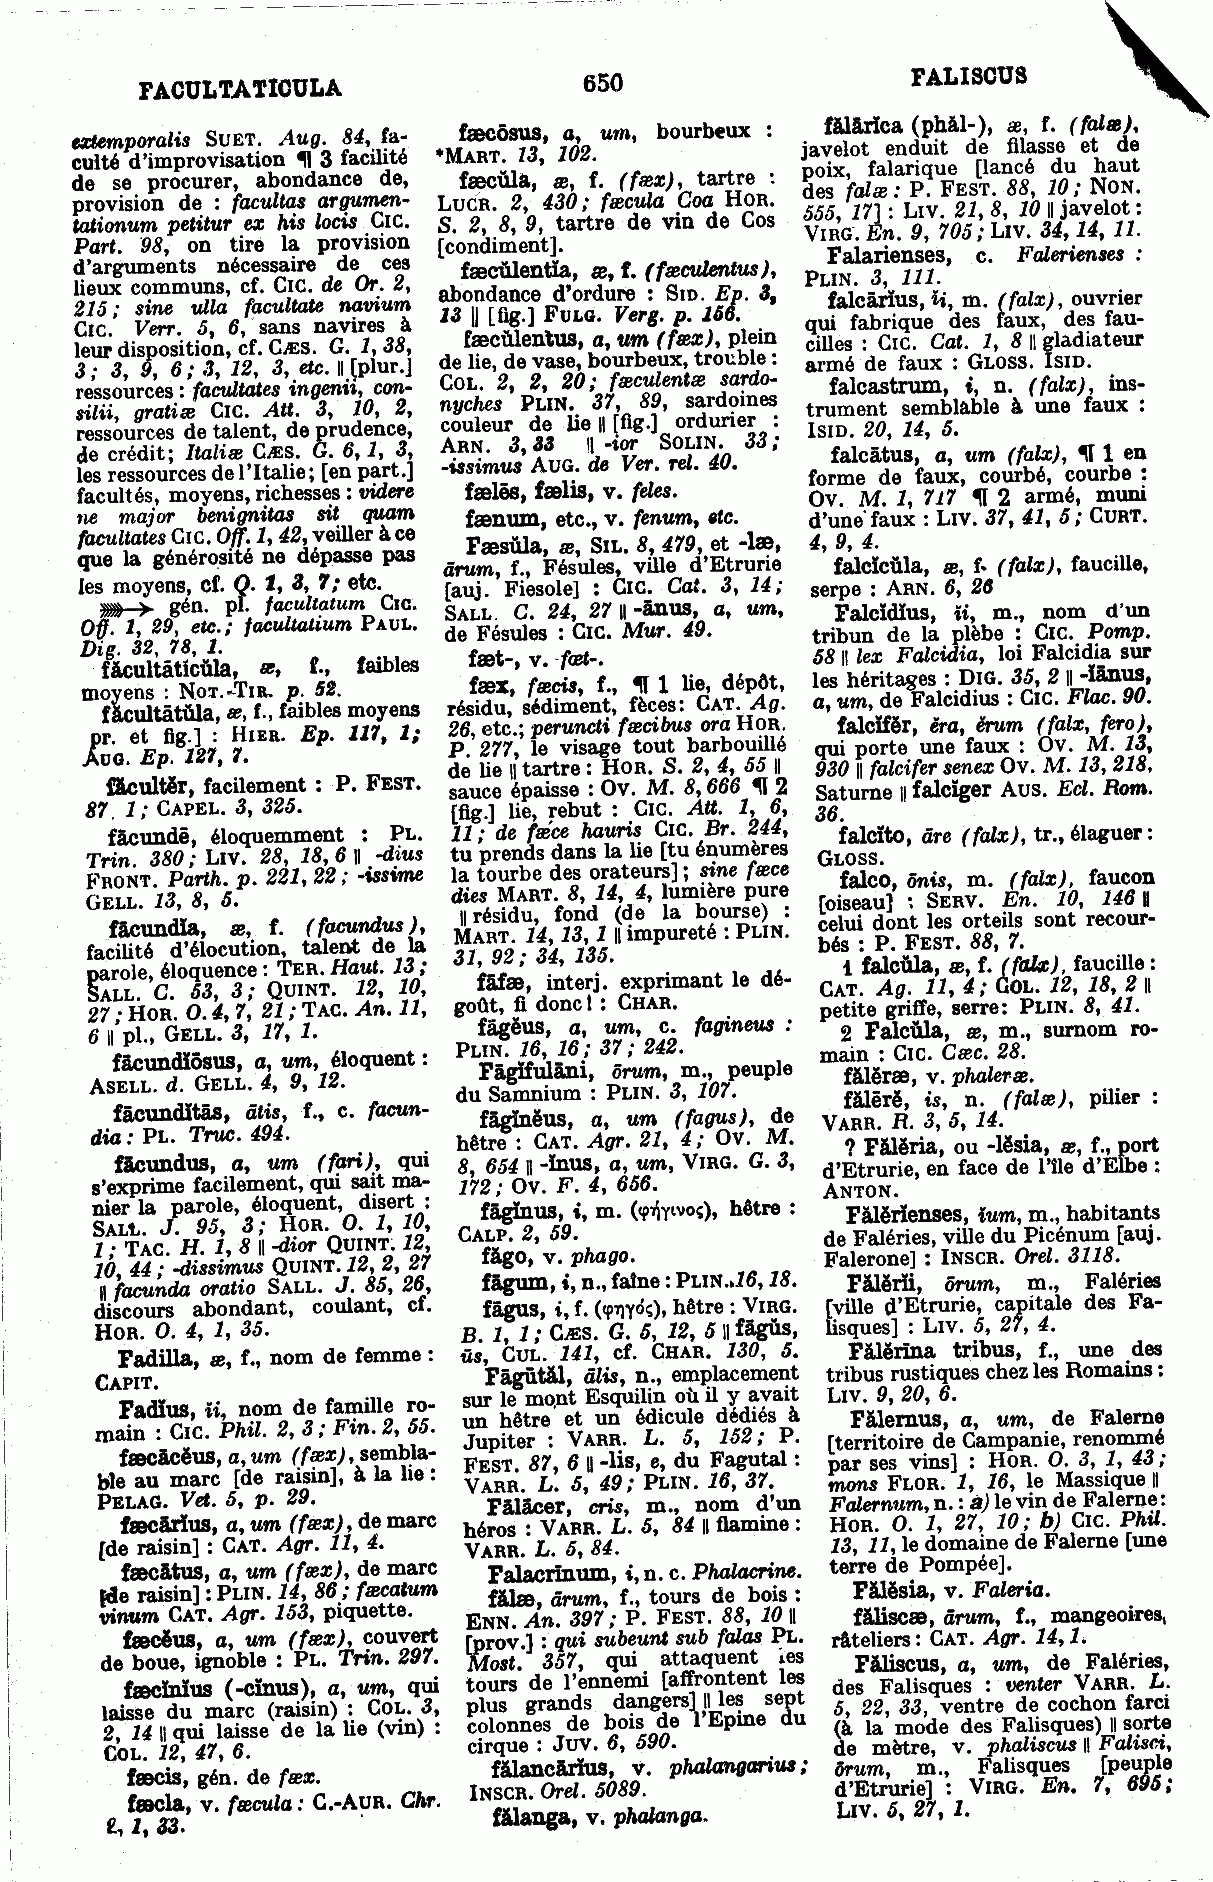 FACULTATICULA
650
FALISCUS
extemporalis SUET. Aug. 84, fa-
culté d'improvisation ¶ 3 facilité
de se procurer, abondance de,
provision de : facultas argumen-
tationum petitur ex his locis CIC.
Part. 98, on tire la provision
d'arguments nécessaire de ces
lieux communs, cf. CIC. de Or. 2,
215 ; sine ulla facultate navium
CIC. Verr. 5, 6, sans navires à
leur disposition, cf. CÆS. G. 1, 38,
3 ; 3, 9, 6 ; 3, 12, 3, etc. || [plur.]
ressources : facultates ingenii, con-
silii, gratiæ CIC. Att. 3, 10, 2,
ressources de talent, de prudence,
de crédit ; Italiæ CÆS. G. 6, 1, 3,
les ressources de l'Italie ; [en part.]
facultés, moyens, richesses : videre
ne major benignitas sit quam
facultates CIC. Off. 1, 42, veiller à ce
que la générosité ne dépasse pas
les moyens, cf. Q. 1, 3, 7 ; etc.
gén. pl. facultatum CIC.
Off. 1, 29, etc. ; facultatium PAUL.
Dig. 32, 78, 1.
făcultātĭcŭla, æ, f., faibles
moyens : NOT.-TIR. p. 52.
făcultātŭla, æ, f., faibles moyens
pr. et fig.] : HIER. Ep. 117, 1 ;
AUG. Ep. 127, 7.
făcultĕr, facilement : P. FEST.
87, 1 ; CAPEL. 3, 325.
fācundē, éloquemment : PL.
Trin. 380 ; LIV. 28, 18, 6 || -dius
FRONT. Parth. p. 221, 22 ; -issime
GELL. 13, 8, 5.
fācundĭa, æ, f. (facundus),
facilité d'élocution, talent de la
parole, éloquence : TER. Haut. 13 ;
SALL. C. 53, 3 ; QUINT. 12, 10,
27 ; HOR. O. 4, 7, 21 ; TAC. An. 11,
6 || pl., GELL. 3, 17, 1.
fācundĭōsus, a, um, éloquent :
ASELL. d. GELL. 4, 9, 12.
fācundĭtās, ātis, f., c. facun-
dia : PL. Truc. 494.
fācundus, a, um (fari), qui
s'exprime facilement, qui sait ma-
nier la parole, éloquent, disert :
SALL. J. 95, 3 ; HOR. O. 1, 10,
1 ; TAC. H. 1, 8 || -dior QUINT. 12,
10, 44 ; -dissimus QUINT. 12, 2, 27
|| facunda oratio SALL. J. 85, 26,
discours abondant, coulant, cf.
HOR. O. 4, 1, 35.
Fadilla, æ, f., nom de femme :
CAPIT.
Fadĭus, ii, nom de famille ro-
main : CIC. Phil. 2, 3 ; Fin. 2, 55.
fæcācĕus, a, um (fæx), sembla-
ble au marc [de raisin], à la lie :
PELAG. Vet. 5, p. 29.
fæcārĭus, a, um (fæx), de marc
[de raisin] : CAT. Agr. 11, 4.
fæcātus, a, um (fæx), de marc
[de raisin] : PLIN. 14, 86 ; fæcatum
vinum CAT. Agr. 153, piquette.
fæcĕus, a, um (fæx), couvert
de boue, ignoble : PL. Trin. 297.
fæcĭnĭus (-cĭnus), a, um, qui
laisse du marc (raisin) : COL. 3,
2, 14 || qui laisse de la lie (vin) :
COL. 12, 47, 6.
fæcis, gén. de fæx.
fæcla, v. fæcula : C.-AUR. Chr.
2, 1, 33.
fæcōsus, a, um, bourbeux :
*MART. 13, 102.
fæcŭla, æ, f. (fæx), tartre :
LUCR. 2, 430 ; fæcula Coa HOR.
S. 2, 8, 9, tartre de vin de Cos
[condiment].
fæcŭlentĭa, æ, f. (fæculentus),
abondance d'ordure : SID. Ep. 3,
13 || [fig.] FULG. Verg. p. 156.
fæcŭlentus, a, um (fæx), plein
de lie, de vase, bourbeux, trouble :
COL. 2, 2, 20 ; fæculentæ sardo-
nyches PLIN. 37, 89, sardoines
couleur de lie || [fig.] ordurier :
ARN. 3, 33 || -ior SOLIN. 33 ;
-issimus AUG. de Ver. rel. 40.
fælēs, fælis, v. feles.
fænum, etc., v. fenum, etc.
Fæsŭla, æ, SIL. 8, 479, et -læ,
ārum, f., Fésules, ville d'Etrurie
[auj. Fiesole] : CIC. Cat. 3, 14 ;
SALL. C. 24, 27 || -ānus, a, um,
de Fésules : CIC. Mur. 49.
fæt-, v. fœt-.
fæx, fæcis, f., ¶ 1 lie, dépôt,
résidu, sédiment, fèces : CAT. Ag.
26, etc. ; peruncti fæcibus ora HOR.
P. 277, le visage tout barbouillé
de lie || tartre : HOR. S. 2, 4, 55 ||
sauce épaisse : OV. M. 8, 666 ¶ 2
[fig.] lie, rebut : CIC. Att. 1, 6,
11 ; de fæce hauris CIC. Br. 244,
tu prends dans la lie [tu énumères
la tourbe des orateurs] ; sine fæce
dies MART. 8, 14, 4, lumière pure
|| résidu, fond (de la bourse) :
MART. 14, 13, 1 || impureté : PLIN.
31, 92 ; 34, 135.
fāfæ, interj. exprimant le dé-
goût, fi donc ! : CHAR.
fāgĕus, a, um, c. fagineus :
PLIN. 16, 16 ; 37 ; 242.
Fāgĭfulāni, ōrum, m., peuple
du Samnium : PLIN. 3, 107.
fāgĭnĕus, a, um (fagus), de
hêtre : CAT. Agr. 21, 4 ; OV. M.
8, 654 || -ĭnus, a, um, VIRG. G. 3,
172 ; OV. F. 4, 656.
fāgĭnus, i, m. (φήγινος), hêtre :
CALP. 2, 59.
făgo, v. phago.
fāgum, i, n., faîne : PLIN. 16, 18.
fāgus, i, f. (φηγός), hêtre : VIRG.
B. 1, 1 ; CÆS. G. 5, 12, 5 || fāgŭs,
ūs, CUL. 141, cf. CHAR. 130, 5.
Fāgūtăl, ālis, n., emplacement
sur le mont Esquilin où il y avait
un hêtre et un édicule dédiés à
Jupiter : VARR. L. 5, 152 ; P.
FEST. 87, 6 || -lis, e, du Fagutal :
VARR. L. 5, 49 ; PLIN. 16, 37.
Fălăcer, cris, m., nom d'un
héros : VARR. L. 5, 84 || flamine :
VARR. L. 5, 84.
Falacrīnum, i, n. c. Phalacrine.
fălæ, ārum, f., tours de bois :
ENN. An. 397 ; P. FEST. 88, 10 ||
[prov.] : qui subeunt sub falas PL.
Most. 357, qui attaquent les
tours de l'ennemi [affrontent les
plus grands dangers] || les sept
colonnes de bois de l'Epine du
cirque : JUV. 6, 590.
fălancārĭus, v. phalangarius ;
INSCR. Orel. 5089.
fălanga, v. phalanga.
fălārĭca (phăl-), æ, f. (falæ),
javelot enduit de filasse et de
poix, falarique [lancé du haut
des falæ : P. FEST. 88, 10 ; NON.
555, 17] : LIV. 21, 8, 10 || javelot :
VIRG. En. 9, 705 ; LIV. 34, 14, 11.
Falarienses, c. Falerienses :
PLIN. 3, 111.
falcārĭus, ĭi, m. (falx), ouvrier
qui fabrique des faux, des fau-
cilles : CIC. Cat. 1, 8 || gladiateur
armé de faux : GLOSS. ISID.
falcastrum, i, n. (falx), ins-
trument semblable à une faux :
ISID. 20, 14, 5.
falcātus, a, um (falx), ¶ 1 en
forme de faux, courbé, courbe :
OV. M. 1, 717 ¶ 2 armé, muni
d'une faux : LIV. 37, 41, 5 ; CURT.
4, 9, 4.
falcĭcŭla, æ, f. (falx), faucille,
serpe : ARN. 6, 26
Falcĭdĭus, ii, m., nom d'un
tribun de la plèbe : CIC. Pomp.
58 || lex Falcidia, loi Falcidia sur
les héritages : DIG. 35, 2 || -ĭānus,
a, um, de Falcidius : CIC. Flac. 90.
falcĭfĕr, ĕra, ĕrum (falx, fero),
qui porte une faux : OV. M. 13,
930 || falcifer senex OV. M. 13, 218,
Saturne || falcĭger AUS. Ecl. Rom.
36.
falcĭto, āre (falx), tr., élaguer :
GLOSS.
falco, ōnis, m. (falx), faucon
[oiseau] : SERV. En. 10, 146 ||
celui dont les orteils sont recour-
bés : P. FEST. 88, 7.
1 falcŭla, æ, f. (falx), faucille :
CAT. Ag. 11, 4 ; COL. 12, 18, 2 ||
petite griffe, serre : PLIN. 8, 41.
2 Falcŭla, æ, m., surnom ro-
main : CIC. Cæc. 28.
fălĕræ, v. phaleræ.
fălĕrĕ, is, n. (falæ), pilier :
VARR. R. 3, 5, 14.
? Fălĕria, ou -lĕsia, æ, f., port
d'Etrurie, en face de l'île d'Elbe :
ANTON.
Fălĕrĭenses, ĭum, m., habitants
de Faléries, ville du Picénum [auj.
Falerone] : INSCR. Orel. 3118.
Fălĕrĭi, ōrum, m., Faléries
[ville d'Etrurie, capitale des Fa-
lisques] : LIV. 5, 27, 4.
Fălĕrīna tribus, f., une des
tribus rustiques chez les Romains :
LIV. 9, 20, 6.
Fălernus, a, um, de Falerne
[territoire de Campanie, renommé
par ses vins] : HOR. O. 3, 1, 43 ;
mons FLOR. 1, 16, le Massique ||
Falernum, n. : a) le vin de Falerne :
HOR. O. 1, 27, 10 ; b) CIC. Phil.
13, 11, le domaine de Falerne [une
terre de Pompée].
Fălĕsia, v. Faleria.
făliscæ, ārum, f., mangeoires,
râteliers : CAT. Agr. 14, 1.
Făliscus, a, um, de Faléries,
des Falisques : venter VARR. L.
5, 22, 33, ventre de cochon farci
(à la mode des Falisques) || sorte
de mètre, v. phaliscus || Falisci,
ōrum, m., Falisques [peuple
d'Etrurie] : VIRG. En. 7, 695 ;
LIV. 5, 27, 1.